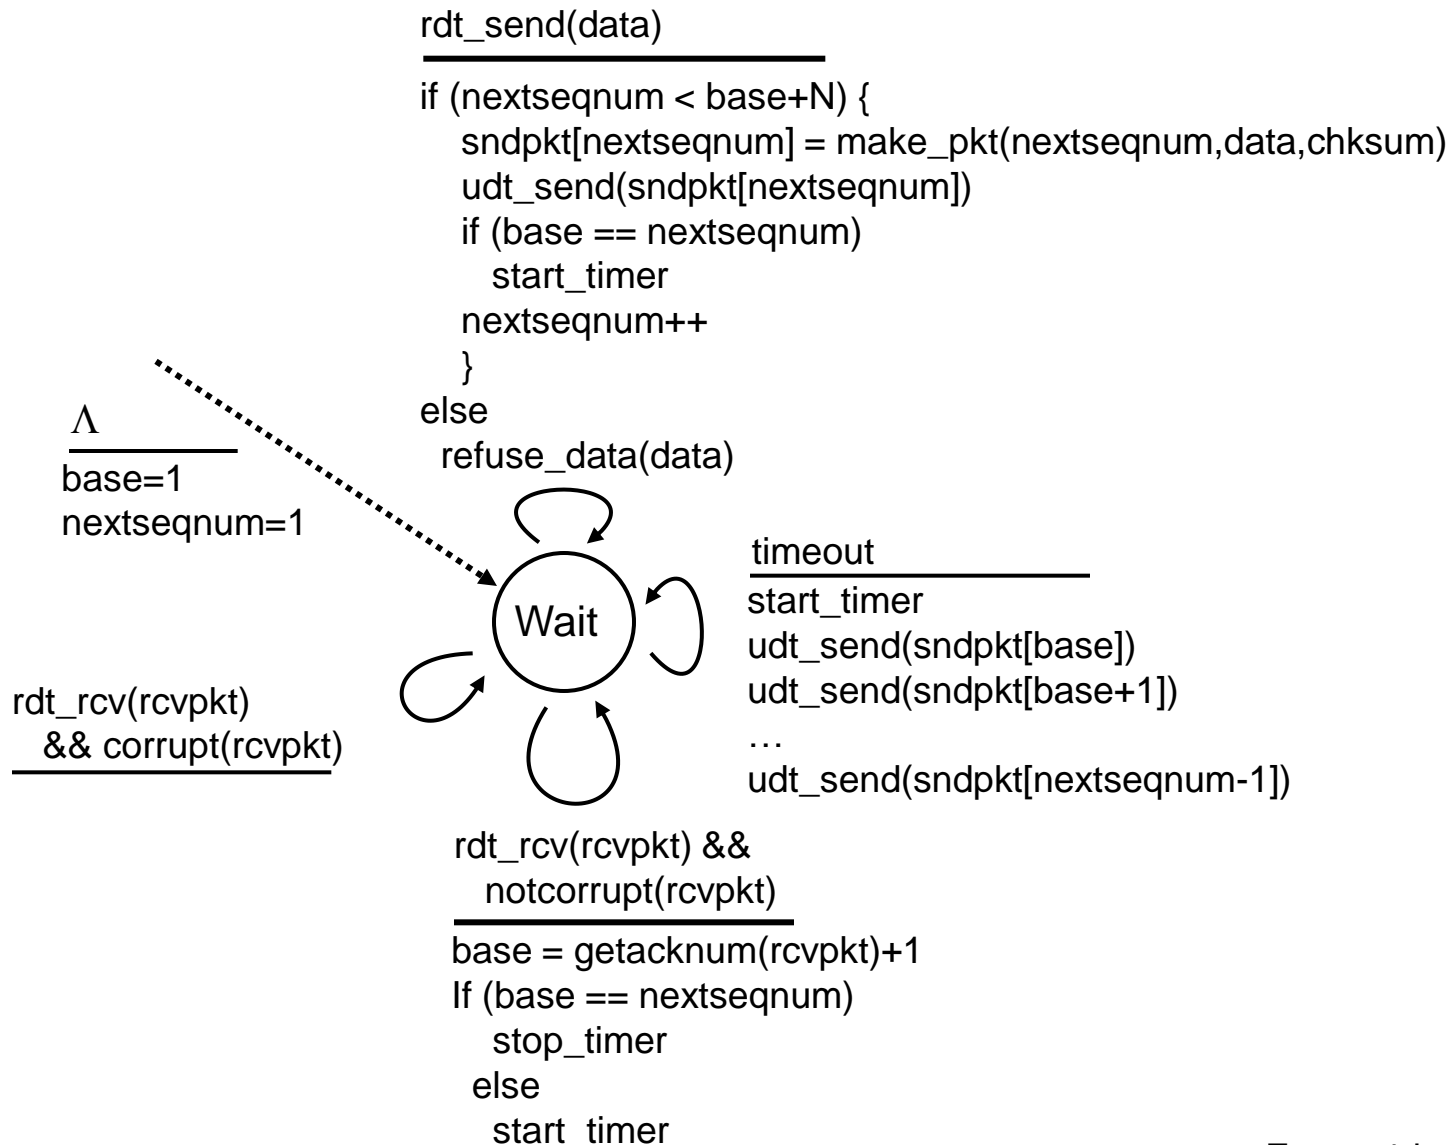 rdt_send(data)
if (nextseqnum < base+N) {
sndpkt[nextseqnum] = make_pkt(nextseqnum,data,chksum)
udt_send(sndpkt[nextseqnum])
if (base == nextseqnum)
start_timer
nextseqnum++
}
else
refuse_data(data)
Λ
base=1
nextseqnum=1
Wait
timeout
start_timer
udt_send(sndpkt[base])
udt_send(sndpkt[base+1])
…
udt_send(sndpkt[nextseqnum-1])
rdt_rcv(rcvpkt)
&& corrupt(rcvpkt)
rdt_rcv(rcvpkt) &&
notcorrupt(rcvpkt)
base = getacknum(rcvpkt)+1
If (base == nextseqnum)
stop_timer
else
start_timer